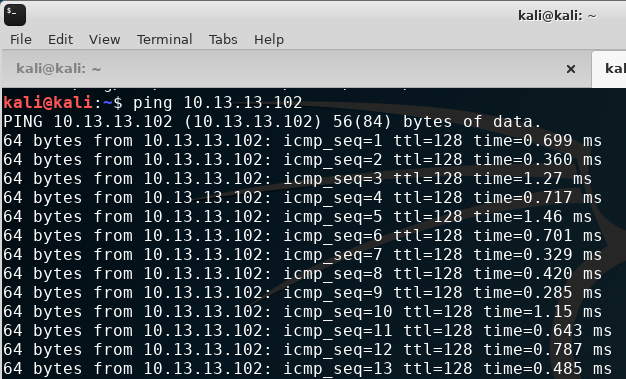 kali@kali: ~
File Edit View Terminal Tabs Help
kali@kali: ~ × kal
kali@kali:~$ ping 10.13.13.102
PING 10.13.13.102 (10.13.13.102) 56(84) bytes of data.
64 bytes from 10.13.13.102: icmp_seq=1 ttl=128 time=0.699 ms
64 bytes from 10.13.13.102: icmp_seq=2 ttl=128 time=0.360 ms
64 bytes from 10.13.13.102: icmp_seq=3 ttl=128 time=1.27 ms
64 bytes from 10.13.13.102: icmp_seq=4 ttl=128 time=0.717 ms
64 bytes from 10.13.13.102: icmp_seq=5 ttl=128 time=1.46 ms
64 bytes from 10.13.13.102: icmp_seq=6 ttl=128 time=0.701 ms
64 bytes from 10.13.13.102: icmp_seq=7 ttl=128 time=0.329 ms
64 bytes from 10.13.13.102: icmp_seq=8 ttl=128 time=0.420 ms
64 bytes from 10.13.13.102: icmp_seq=9 ttl=128 time=0.285 ms
64 bytes from 10.13.13.102: icmp_seq=10 ttl=128 time=1.15 ms
64 bytes from 10.13.13.102: icmp_seq=11 ttl=128 time=0.643 ms
64 bytes from 10.13.13.102: icmp_seq=12 ttl=128 time=0.787 ms
64 bytes from 10.13.13.102: icmp_seq=13 ttl=128 time=0.485 ms